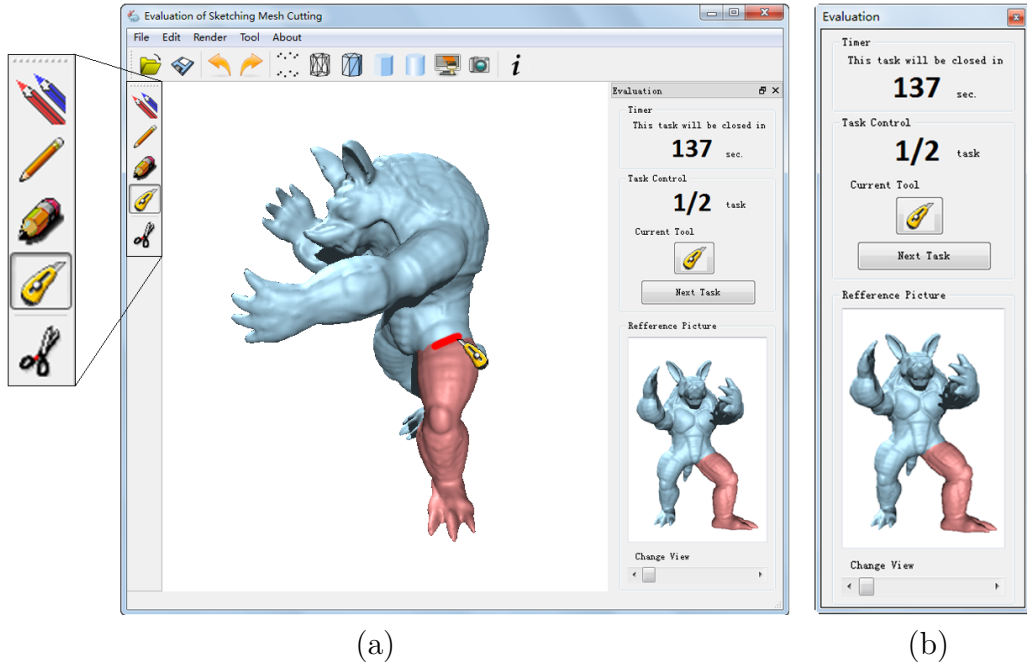 Evaluation of Sketching Mesh Cutting
File Edit Render Tool About
i
Evaluation
Timer
This task will be closed in
137 sec.
Task Control
1/2 task
Current Tool
Next Task
Refference Picture
Change View
(a)
Evaluation
Timer
This task will be closed in
137 sec.
Task Control
1/2 task
Current Tool
Next Task
Refference Picture
Change View
(b)